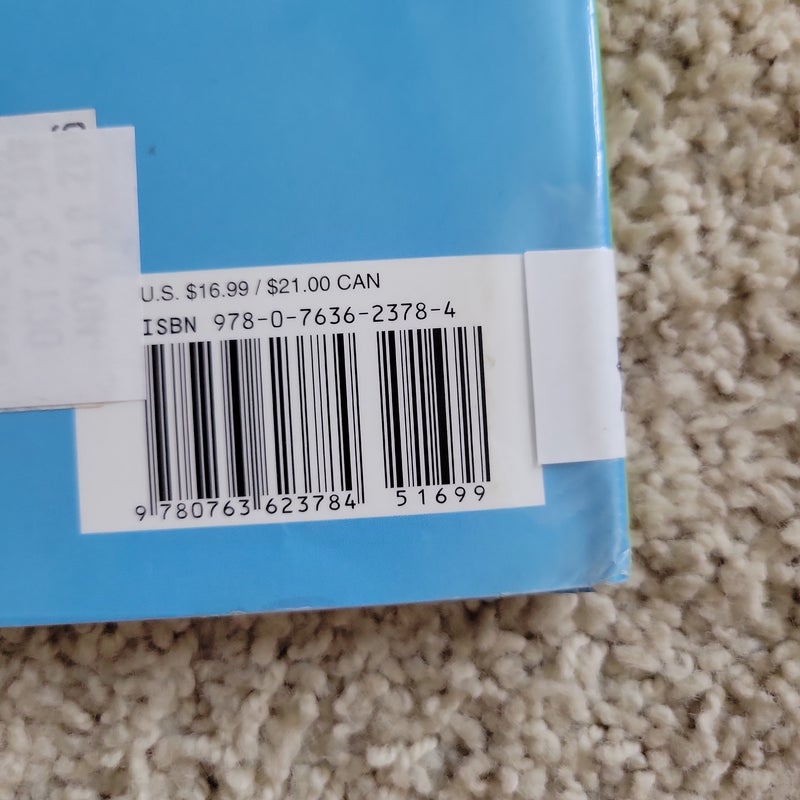 U.S. $16.99 / $21.00 CAN
ISBN 978-0-7636-2378-4
9 780763 623784 51699